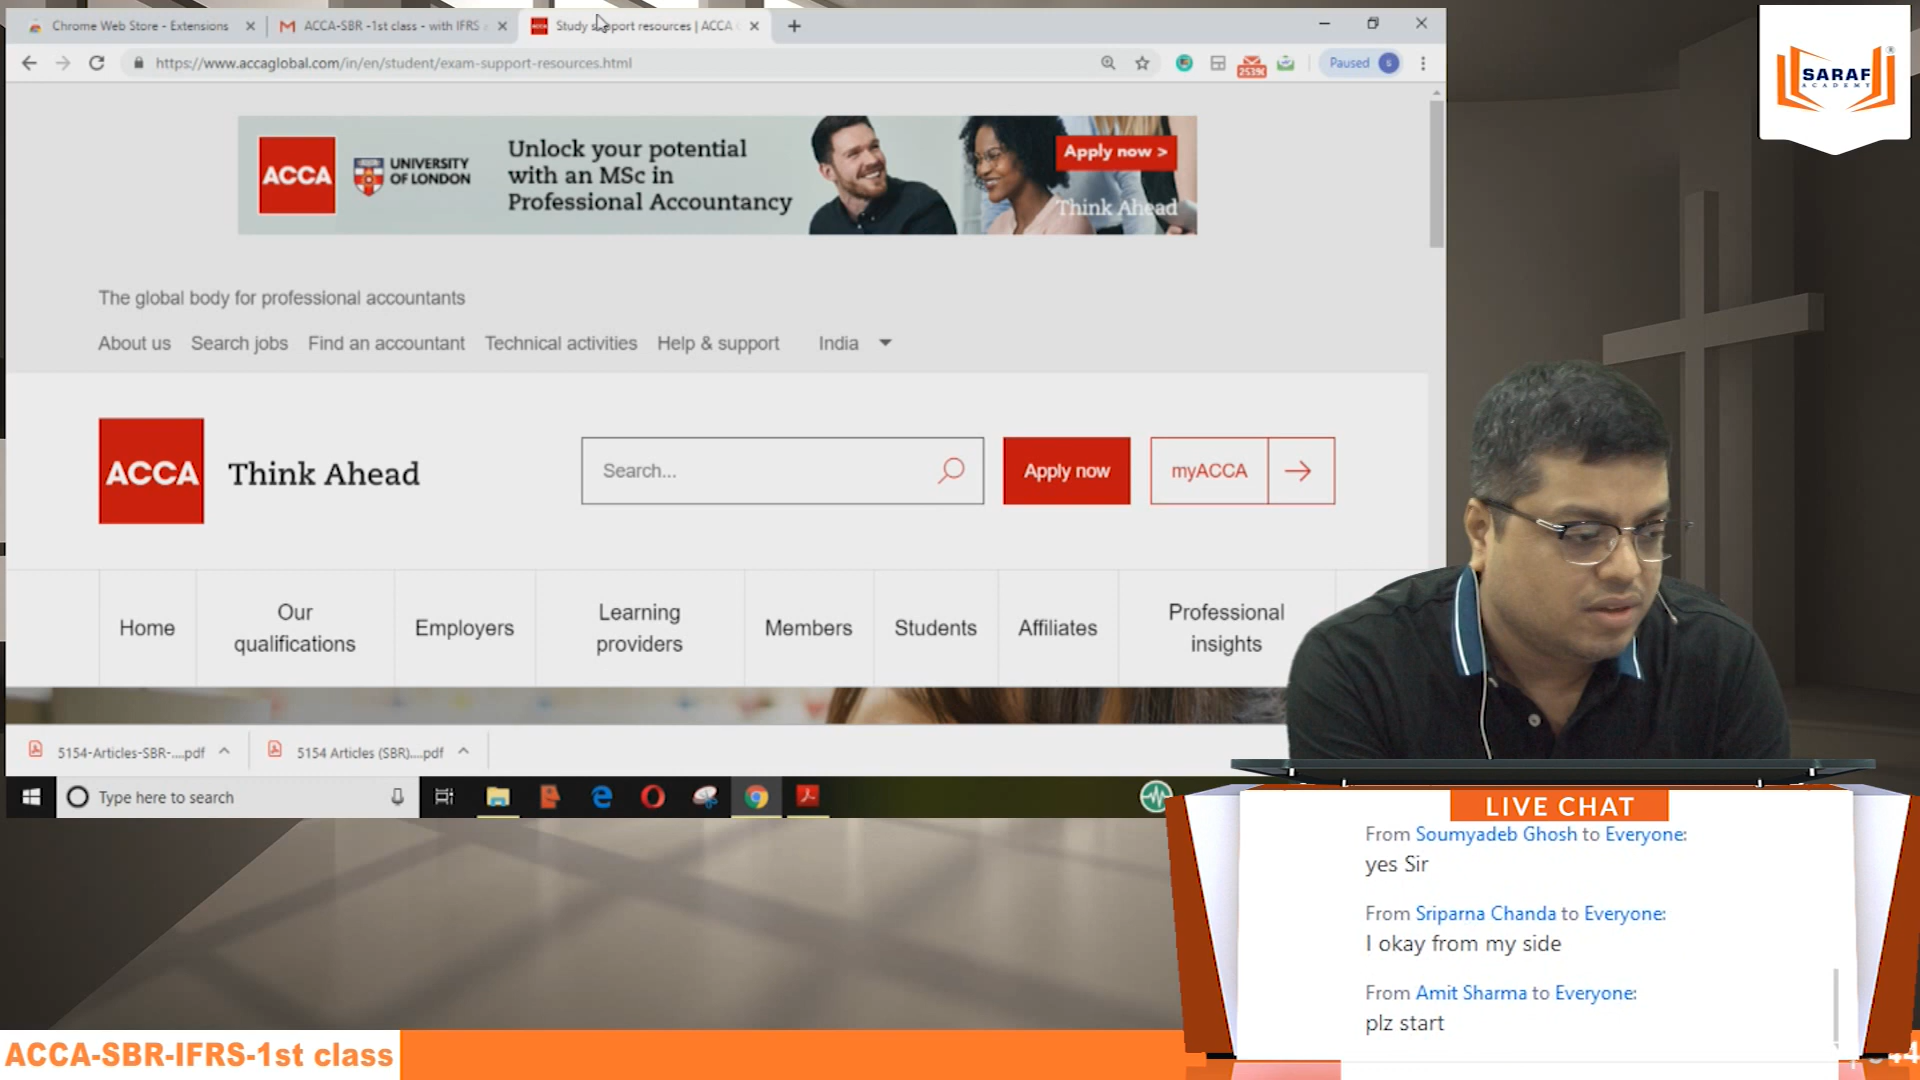 Chrome Web Store - Extensions
ACCA-SBR -1st class - with IFRS
Study support resources | ACCA
https://www.accaglobal.com/in/en/student/exam-support-resources.html
Paused
S
ACCA
UNIVERSITY
OF LONDON
Unlock your potential
with an MSc in
Professional Accountancy
Apply now >
Think Ahead
The global body for professional accountants
About us
Search jobs
Find an accountant
Technical activities
Help & support
India
ACCA
Think Ahead
Search...
Apply now
myACCA
Home
Our
qualifications
Employers
Learning
providers
Members
Students
Affiliates
Professional
insights
5154-Articles-SBR-....pdf
5154 Articles (SBR)....pdf
Type here to search
SARAF
ACADEMY
LIVE CHAT
From Soumyadeb Ghosh to Everyone:
yes Sir
From Sriparna Chanda to Everyone:
I okay from my side
From Amit Sharma to Everyone:
plz start
ACCA-SBR-IFRS-1st class